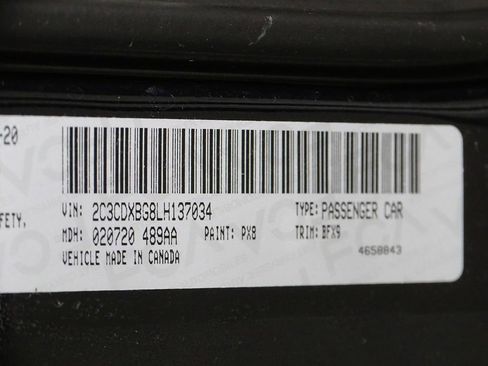 -20
FETY.
VIN: 2C3CDXBG8LH137034 TYPE: PASSENGER CAR
MDH: 020720 489AA PAINT: PX8 TRIM: BFX9
VEHICLE MADE IN CANADA 4658843